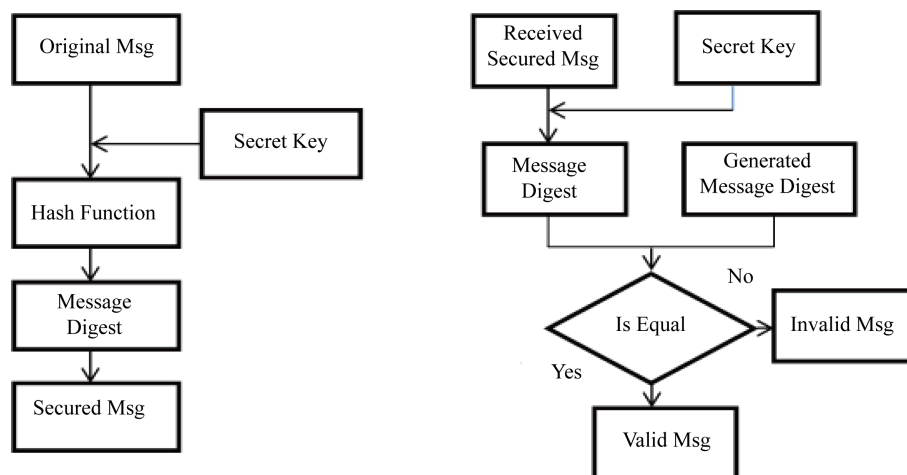 Original Msg
Secret Key
Hash Function
Message
Digest
Secured Msg
Received
Secured Msg
Secret Key
Message
Digest
Generated
Message Digest
Is Equal
No
Invalid Msg
Yes
Valid Msg